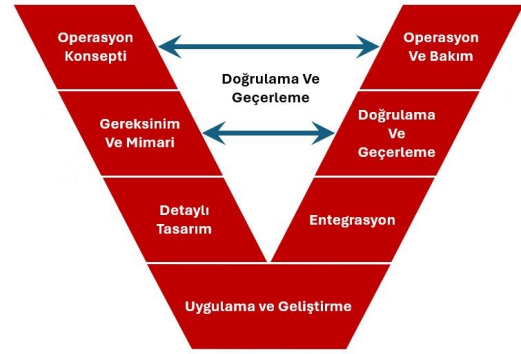 Operasyon
Konsepti
Operasyon
Ve Bakım
Doğrulama Ve
Geçerleme
Gereksinim
Ve Mimari
Doğrulama
Ve
Geçerleme
Detaylı
Tasarım
Entegrasyon
Uygulama ve Geliştirme